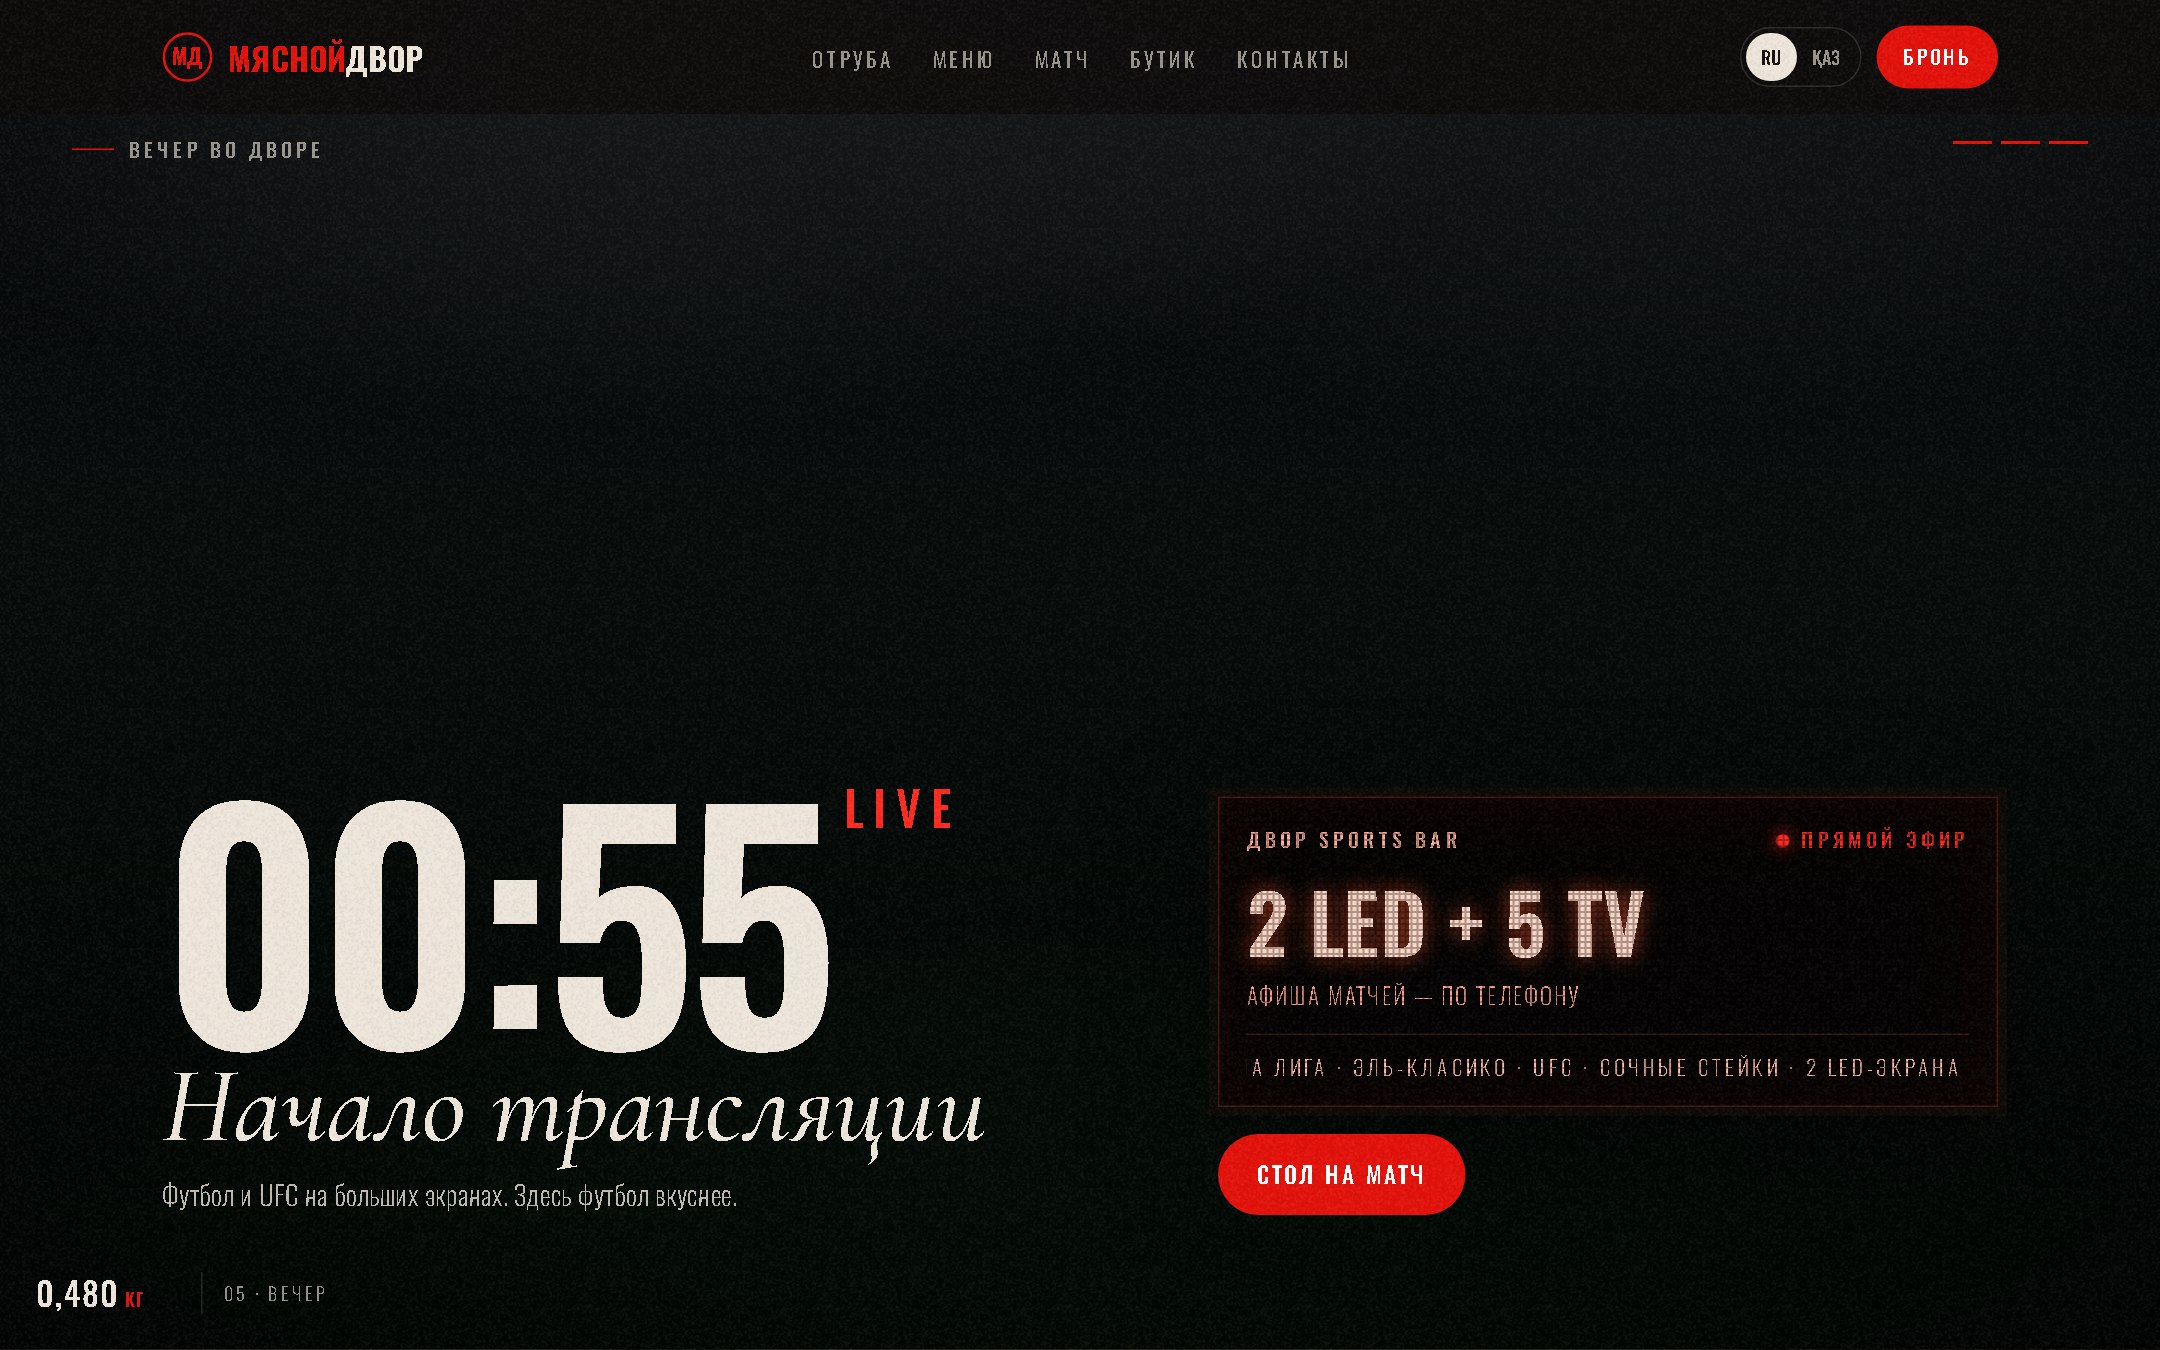 МД МЯСНОЙДВОР
ОТРУБА МЕНЮ МАТЧ БУТИК КОНТАКТЫ
RU ҚАЗ
БРОНЬ
ВЕЧЕР ВО ДВОРЕ
00:55 LIVE
Начало трансляции
Футбол и UFC на больших экранах. Здесь футбол вкуснее.
ДВОР SPORTS BAR
ПРЯМОЙ ЭФИР
2 LED + 5 TV
АФИША МАТЧЕЙ — ПО ТЕЛЕФОНУ
А ЛИГА · ЭЛЬ-КЛАСИКО · UFC · СОЧНЫЕ СТЕЙКИ · 2 LED-ЭКРАНА
СТОЛ НА МАТЧ
0,480 кг
05 · ВЕЧЕР